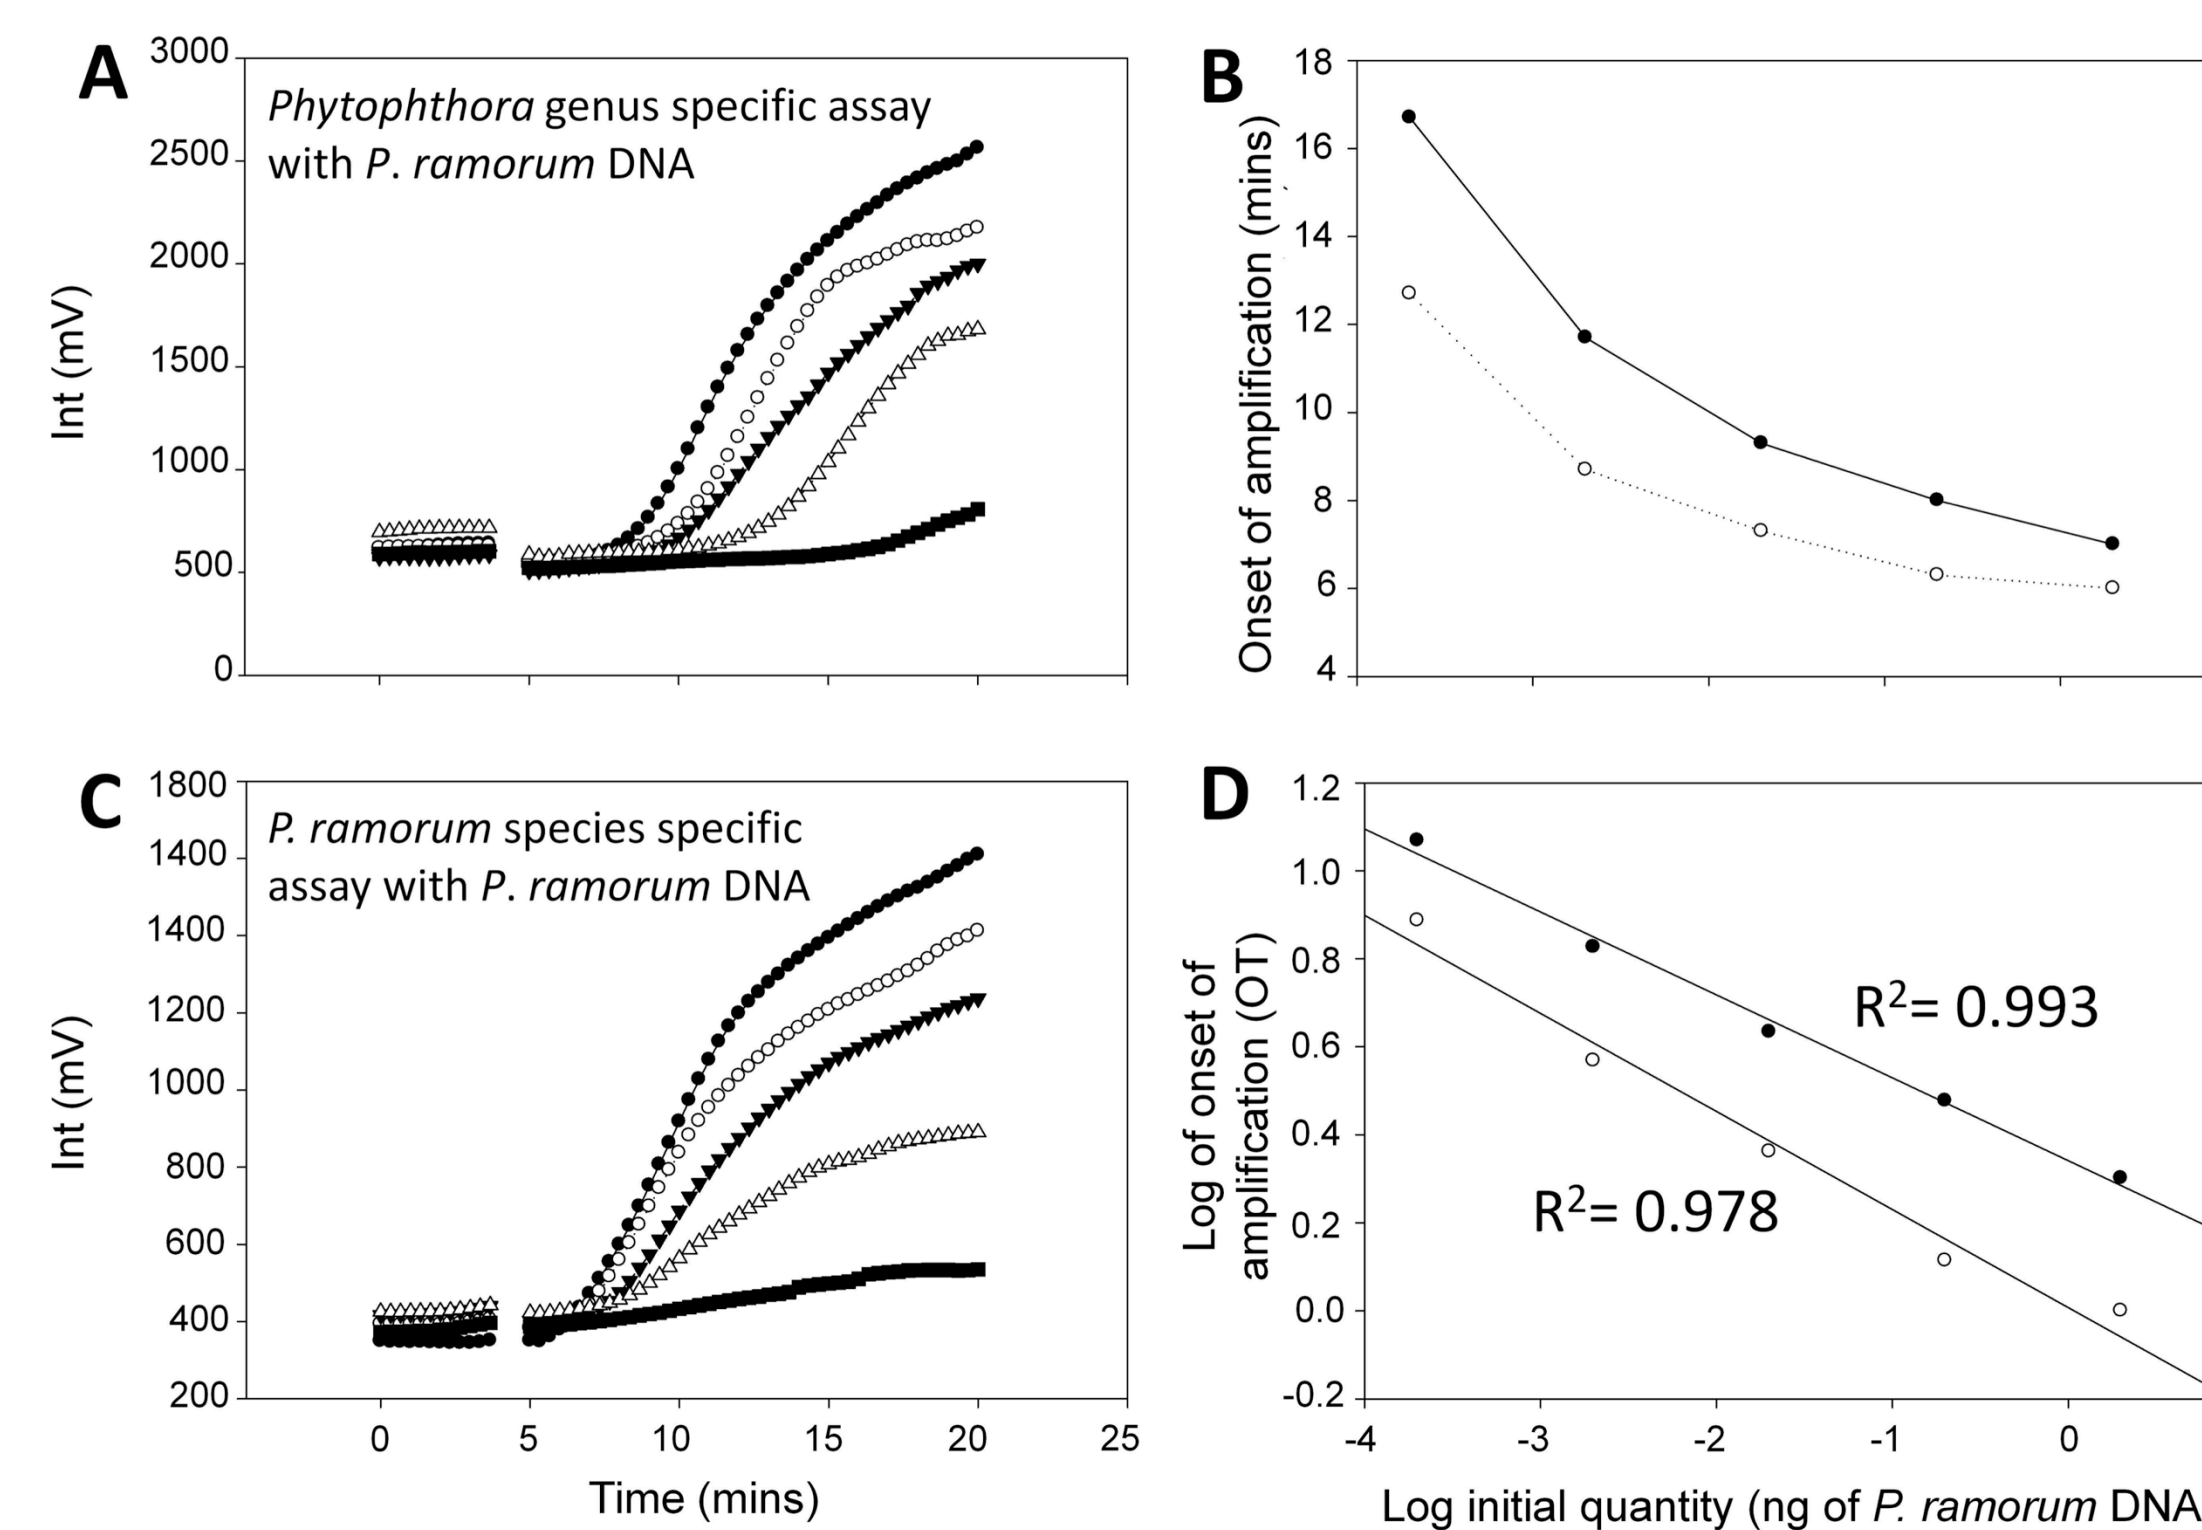 A
3000
2500
2000
1500
1000
500
0
Int (mV)
Phytophthora genus specific assay
with P. ramorum DNA
B
18
16
14
12
10
8
6
4
Onset of amplification (mins)
C
1800
1400
1400
1200
1000
800
600
400
200
Int (mV)
P. ramorum species specific
assay with P. ramorum DNA
0 5 10 15 20 25
Time (mins)
D
1.2
1.0
0.8
0.6
0.4
0.2
0.0
-0.2
Log of onset of
amplification (OT)
R²= 0.993
R²= 0.978
-4 -3 -2 -1 0
Log initial quantity (ng of P. ramorum DNA